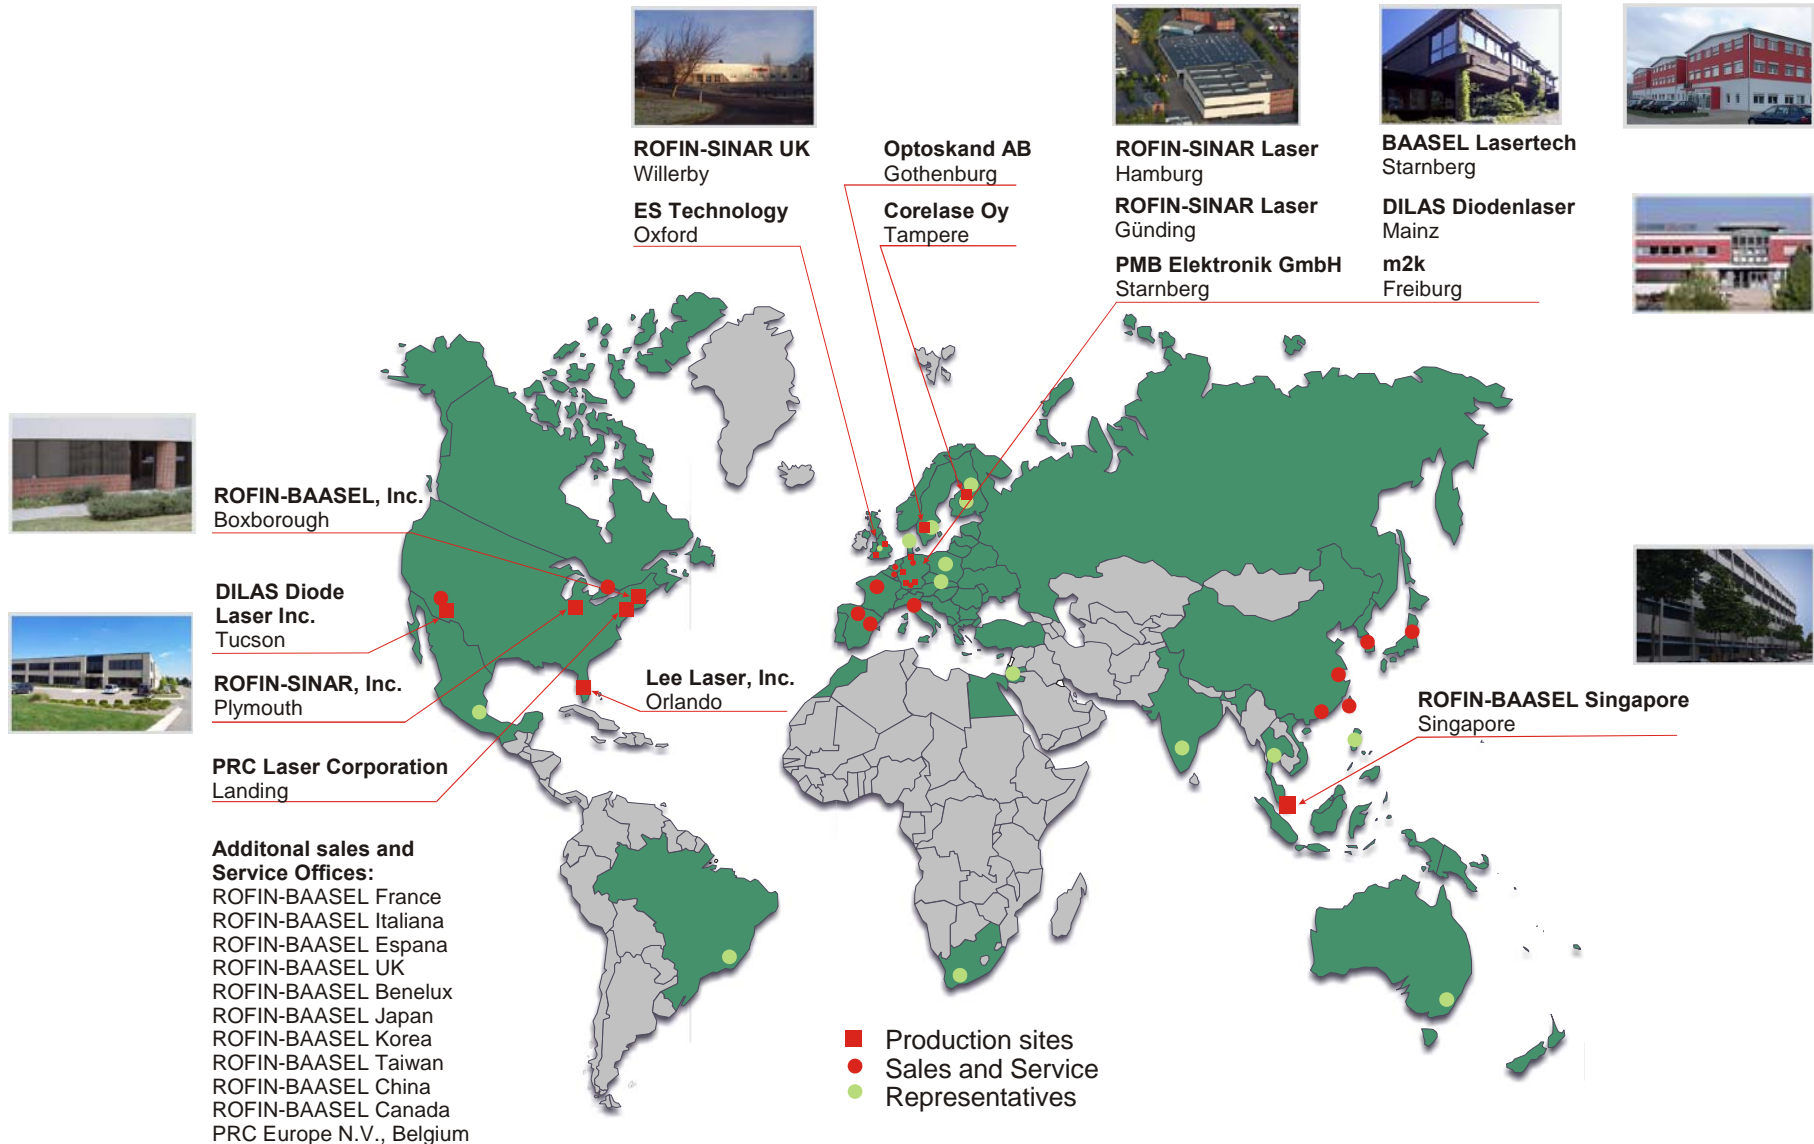 ROFIN-SINAR UK
Willerby
ES Technology
Oxford
Optoskand AB
Gothenburg
Corelase Oy
Tampere
ROFIN-SINAR Laser
Hamburg
ROFIN-SINAR Laser
Günding
PMB Elektronik GmbH
Starnberg
BAASEL Lasertech
Starnberg
DILAS Diodenlaser
Mainz
m2k
Freiburg
ROFIN-BAASEL, Inc.
Boxborough
DILAS Diode
Laser Inc.
Tucson
ROFIN-SINAR, Inc.
Plymouth
Lee Laser, Inc.
Orlando
PRC Laser Corporation
Landing
ROFIN-BAASEL Singapore
Singapore
Additonal sales and
Service Offices:
ROFIN-BAASEL France
ROFIN-BAASEL Italiana
ROFIN-BAASEL Espana
ROFIN-BAASEL UK
ROFIN-BAASEL Benelux
ROFIN-BAASEL Japan
ROFIN-BAASEL Korea
ROFIN-BAASEL Taiwan
ROFIN-BAASEL China
ROFIN-BAASEL Canada
PRC Europe N.V., Belgium
Production sites
Sales and Service
Representatives